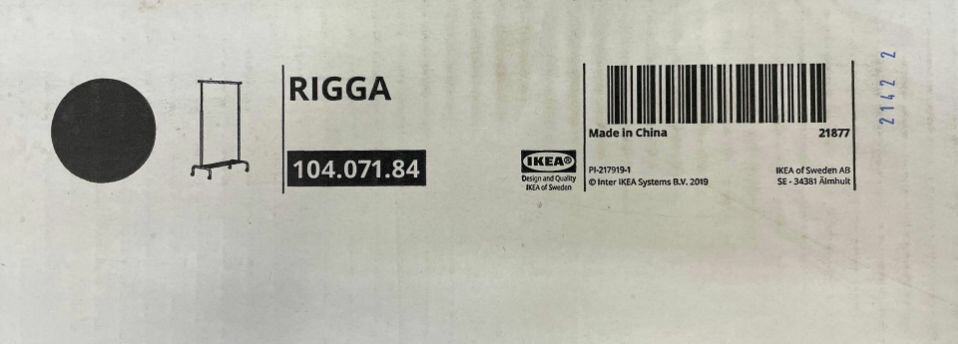 RIGGA
104.071.84
IKEA®
Design and Quality
IKEA of Sweden
Made in China 21877
PI-217919-1
© Inter IKEA Systems B.V. 2019
IKEA of Sweden AB
SE - 34381 Älmhult
2142 2